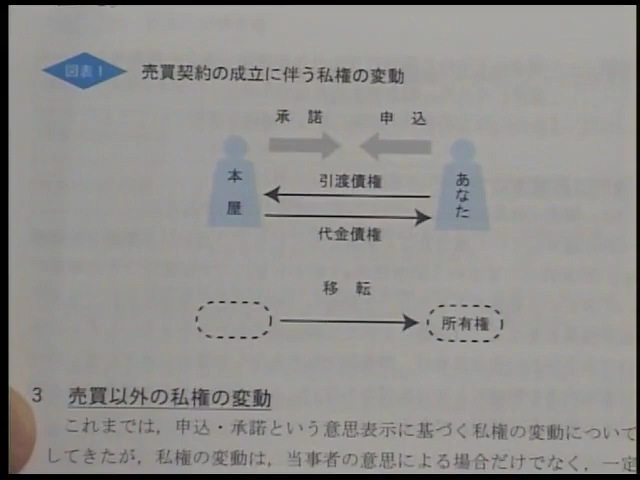 図表1 売買契約の成立に伴う私権の変動
承 諾 申 込
本屋
引渡債権
あなた
代金債権
移 転
所有権
3 売買以外の私権の変動
これまでは，申込・承諾という意思表示に基づく私権の変動について
してきたが，私権の変動は，当事者の意思による場合だけでなく，一定